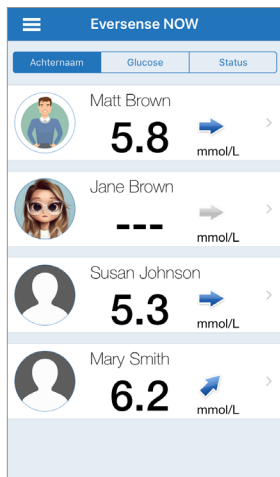 Eversense NOW
Achternaam Glucose Status
Matt Brown
5.8
mmol/L
Jane Brown
---
mmol/L
Susan Johnson
5.3
mmol/L
Mary Smith
6.2
mmol/L